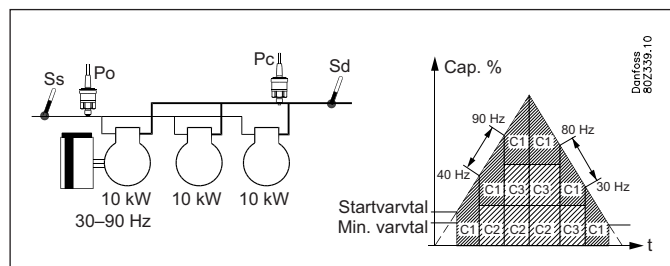 Ss
Po
Pc
Sd
10 kW
10 kW
10 kW
30–90 Hz
Danfoss
80Z339.10
Cap. %
90 Hz
80 Hz
40 Hz
30 Hz
C1
C1
C1
C3
C3
C1
Startvarvtal
Min. varvtal
C1
C2
C2
C2
C3
C1
t